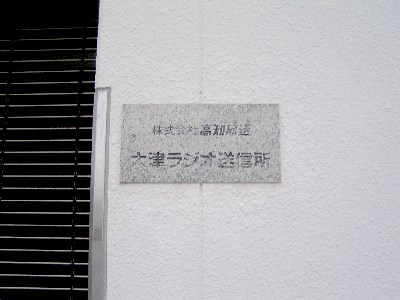 株式会社高知放送
大津ラジオ送信所